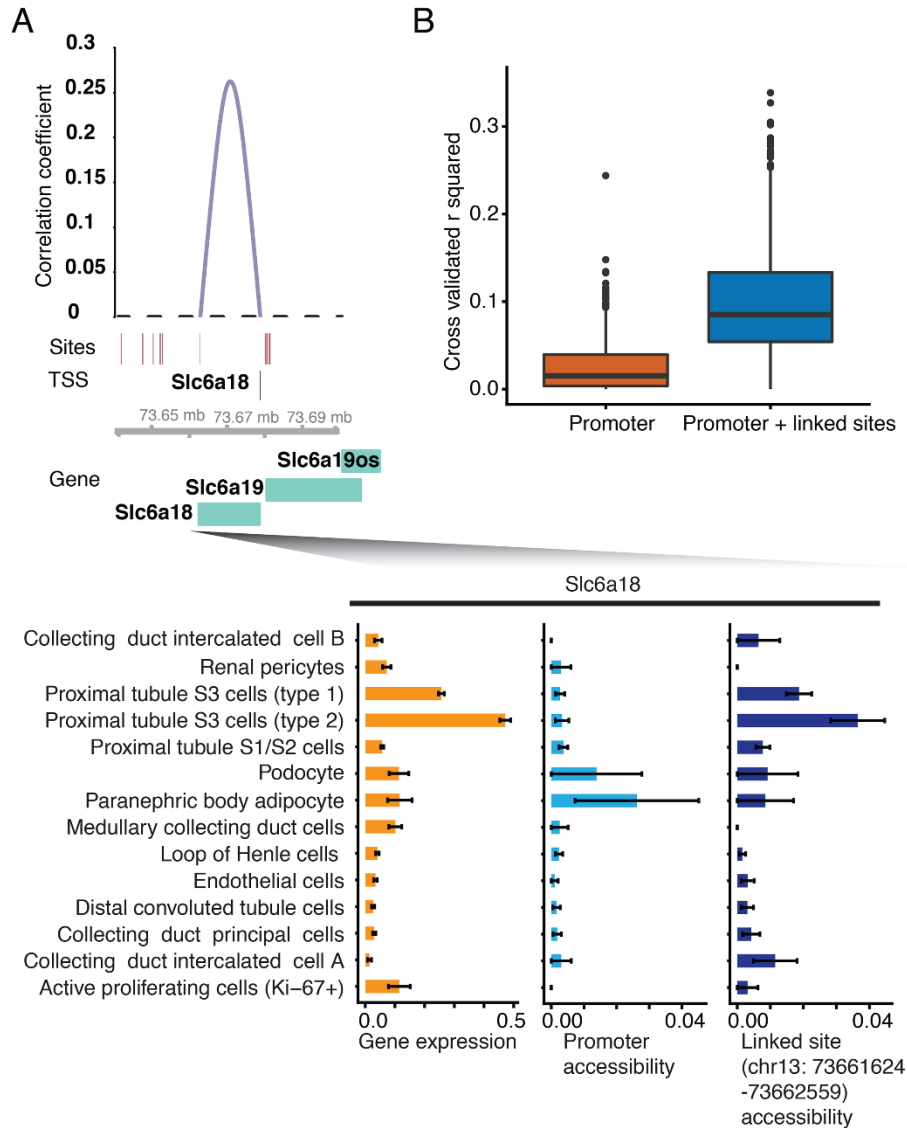 A
0.3
0.25
0.2
0.15
0.1
0.05
0
Correlation coefficient
Sites
TSS
Slc6a18
73.65 mb
73.67 mb
73.69 mb
Gene
Slc6a19os
Slc6a19
Slc6a18
B
0.3
0.2
0.1
0.0
Cross validated r squared
Promoter
Promoter + linked sites
Slc6a18
Collecting duct intercalated cell B
Renal pericytes
Proximal tubule S3 cells (type 1)
Proximal tubule S3 cells (type 2)
Proximal tubule S1/S2 cells
Podocyte
Paranephric body adipocyte
Medullary collecting duct cells
Loop of Henle cells
Endothelial cells
Distal convoluted tubule cells
Collecting duct principal cells
Collecting duct intercalated cell A
Active proliferating cells (Ki−67+)
0.0 0.5
Gene expression
0.00 0.04
Promoter
accessibility
0.00 0.04
Linked site
(chr13: 73661624
-73662559)
accessibility